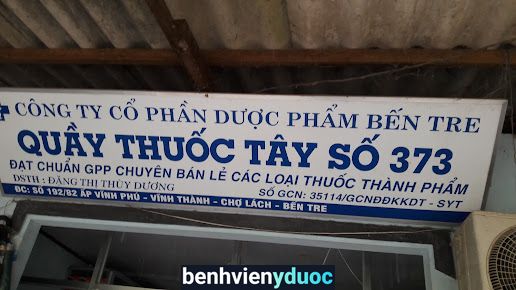 CÔNG TY CỔ PHẦN DƯỢC PHẨM BẾN TRE
QUẦY THUỐC TÂY SỐ 373
ĐẠT CHUẨN GPP CHUYÊN BÁN LẺ CÁC LOẠI THUỐC THÀNH PHẨM
DSTH : ĐẶNG THỊ THÙY DƯƠNG
SỐ GCN: 35114/GCNĐĐKKDT - SYT
ĐC: SỐ 192/82 ẤP VĨNH PHÚ - VĨNH THÀNH - CHỢ LÁCH - BẾN TRE
benhvienyduoc